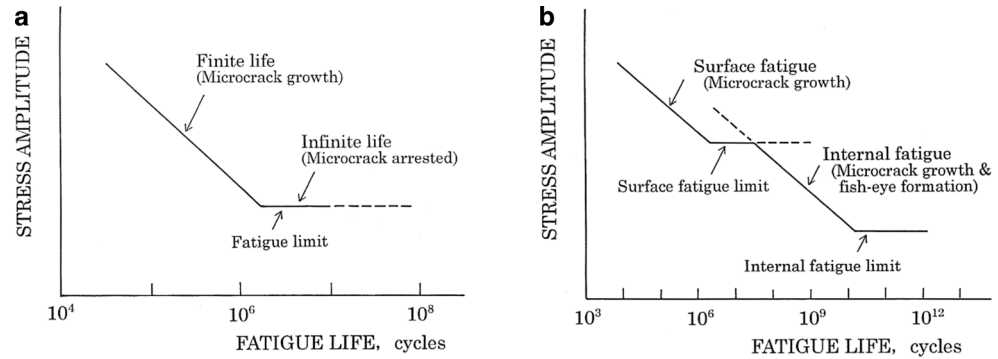 a
STRESS AMPLITUDE
Finite life
(Microcrack growth)
Infinite life
(Microcrack arrested)
Fatigue limit
10⁴
10⁶
10⁸
FATIGUE LIFE, cycles
b
STRESS AMPLITUDE
Surface fatigue
(Microcrack growth)
Surface fatigue limit
Internal fatigue
(Microcrack growth &
fish-eye formation)
Internal fatigue limit
10³
10⁶
10⁹
10¹²
FATIGUE LIFE, cycles